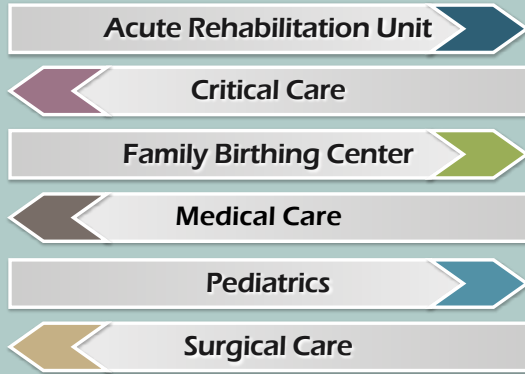 Acute Rehabilitation Unit
Critical Care
Family Birthing Center
Medical Care
Pediatrics
Surgical Care